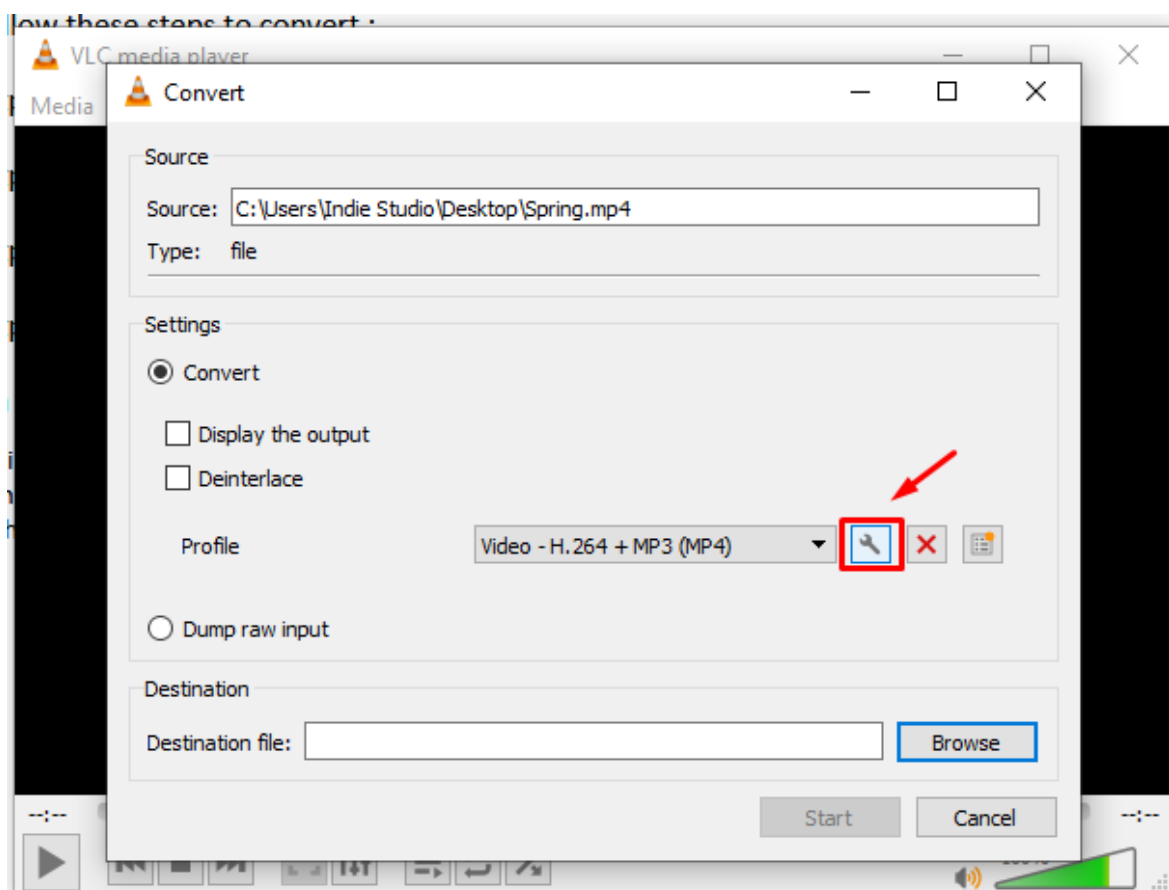 low these steps to convert :
VLC media player
Media
Convert
Source
Source: C:\Users\Indie Studio\Desktop\Spring.mp4
Type: file
Settings
Convert
Display the output
Deinterlace
Profile Video - H.264 + MP3 (MP4)
Dump raw input
Destination
Destination file: Browse
Start Cancel
--:-- --:--